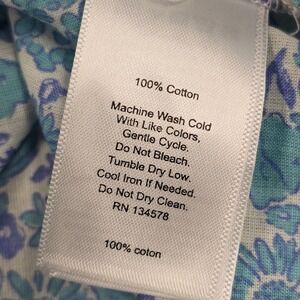 100% Cotton
Machine Wash Cold
With Like Colors,
Gentle Cycle.
Do Not Bleach.
Tumble Dry Low.
Cool Iron If Needed.
Do Not Dry Clean.
RN 134578
100% coton